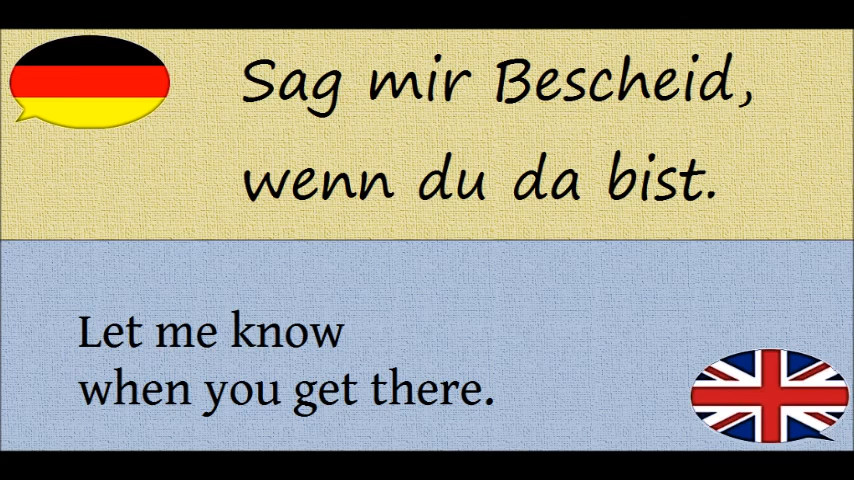 Sag mir Bescheid,
wenn du da bist.
Let me know
when you get there.